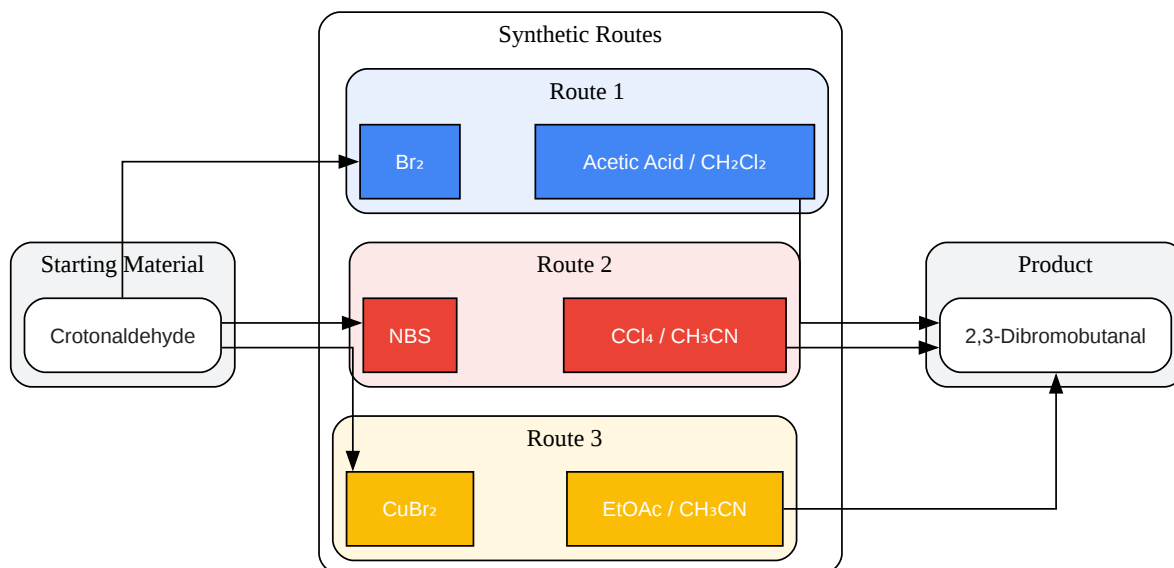 Synthetic Routes
Route 1
Br₂
Acetic Acid / CH₂Cl₂
Starting Material
Crotonaldehyde
Route 2
NBS
CCl₄ / CH₃CN
Product
2,3-Dibromobutanal
Route 3
CuBr₂
EtOAc / CH₃CN